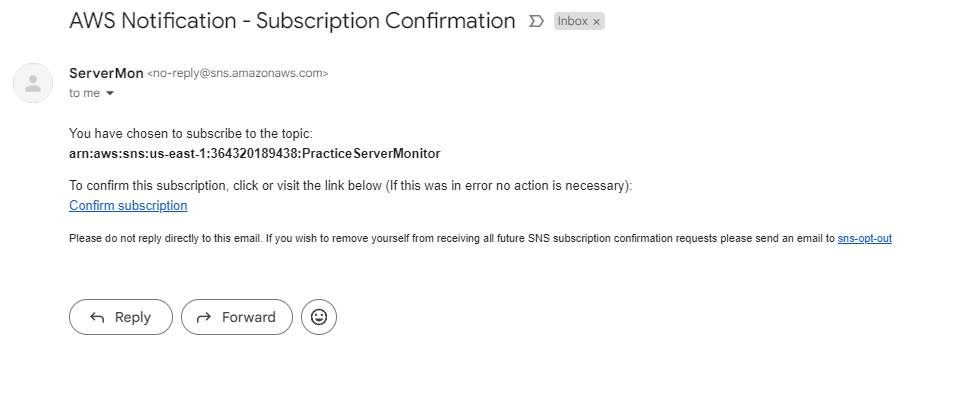 AWS Notification - Subscription Confirmation Inbox ×
ServerMon <no-reply@sns.amazonaws.com>
to me
You have chosen to subscribe to the topic:
arn:aws:sns:us-east-1:364320189438:PracticeServerMonitor
To confirm this subscription, click or visit the link below (If this was in error no action is necessary):
Confirm subscription
Please do not reply directly to this email. If you wish to remove yourself from receiving all future SNS subscription confirmation requests please send an email to sns-opt-out
Reply Forward